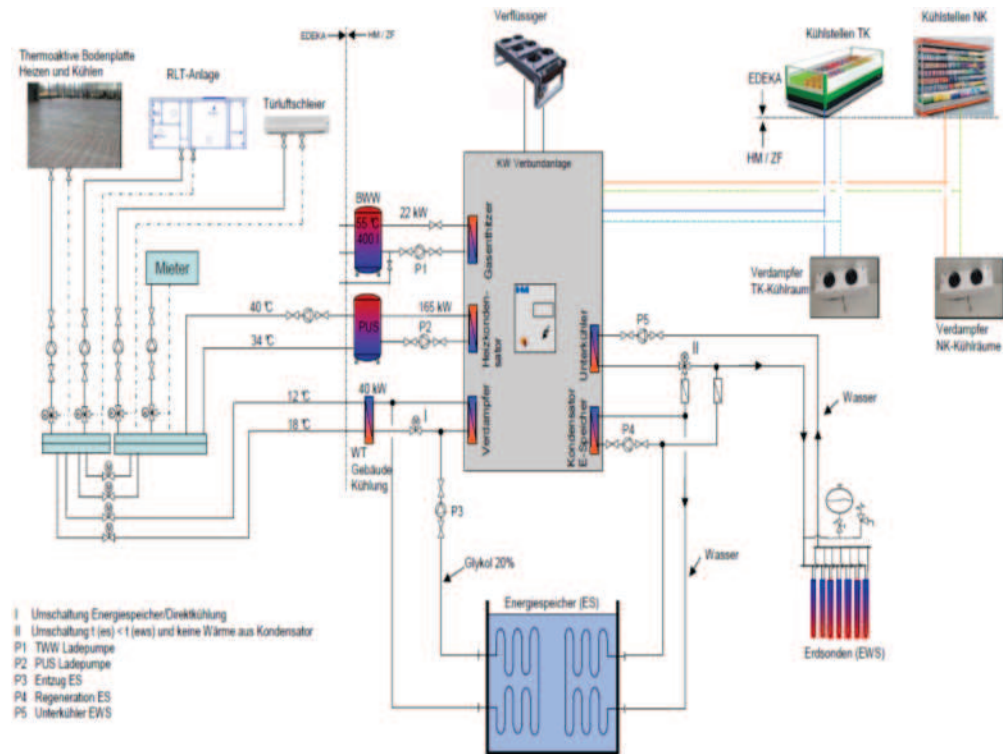 Verflüssiger
Kühlstellen TK
Kühlstellen NK
EDEKA
HM / ZF
Thermoaktive Bodenplatte
Heizen und Kühlen
RLT-Anlage
Türluftschleier
EDEKA
HM / ZF
KW Verbundanlage
BWW
55 °C
400 l
22 kW
P1
Gaserhitzer
Mieter
Verdampfer
TK-Kühlraum
Verdampfer
NK-Kühlräume
40 °C
165 kW
PUS
P2
34 °C
Heizkonden-
sator
Unterkühler
P5
II
12 °C
40 kW
18 °C
I
Verdampfer
WT
Gebäude
Kühlung
Kondensator
E-Speicher
P4
Wasser
P3
Glykol 20%
Wasser
Energiespeicher (ES)
Erdsonden (EWS)
I Umschaltung Energiespeicher/Direktkühlung
II Umschaltung t (es) < t (ews) und keine Wärme aus Kondensator
P1 TWW Ladepumpe
P2 PUS Ladepumpe
P3 Entzug ES
P4 Regeneration ES
P5 Unterkühler EWS